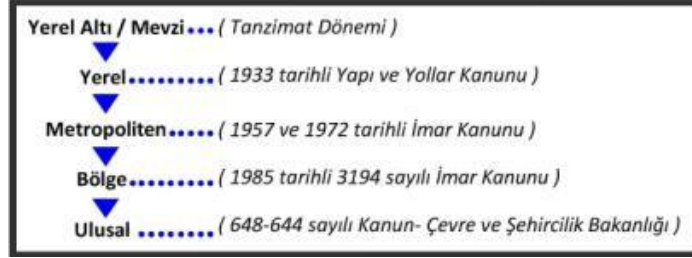 Yerel Altı / Mevzi••• ( Tanzimat Dönemi )
Yerel......... ( 1933 tarihli Yapı ve Yollar Kanunu )
Metropoliten..... ( 1957 ve 1972 tarihli İmar Kanunu )
Bölge......... ( 1985 tarihli 3194 sayılı İmar Kanunu )
Ulusal ........ ( 648-644 sayılı Kanun- Çevre ve Şehircilik Bakanlığı )